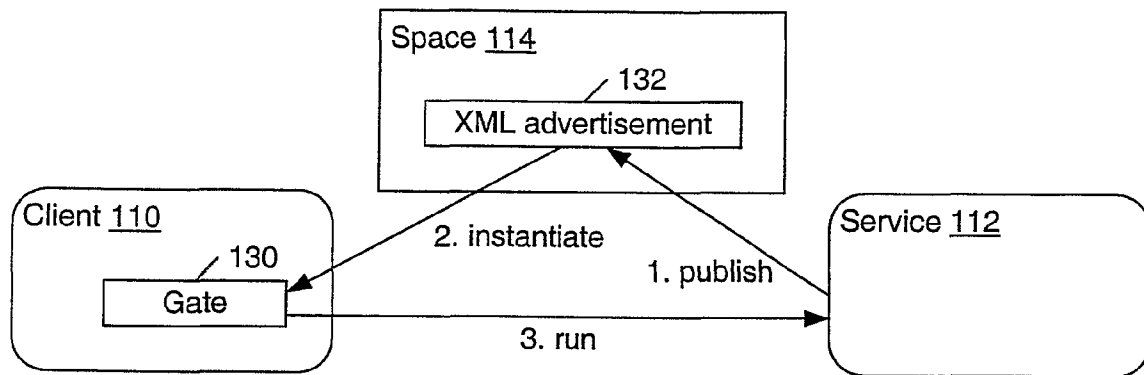 Space 114
132
XML advertisement
Client 110
2. instantiate
Service 112
130
1. publish
Gate
3. run